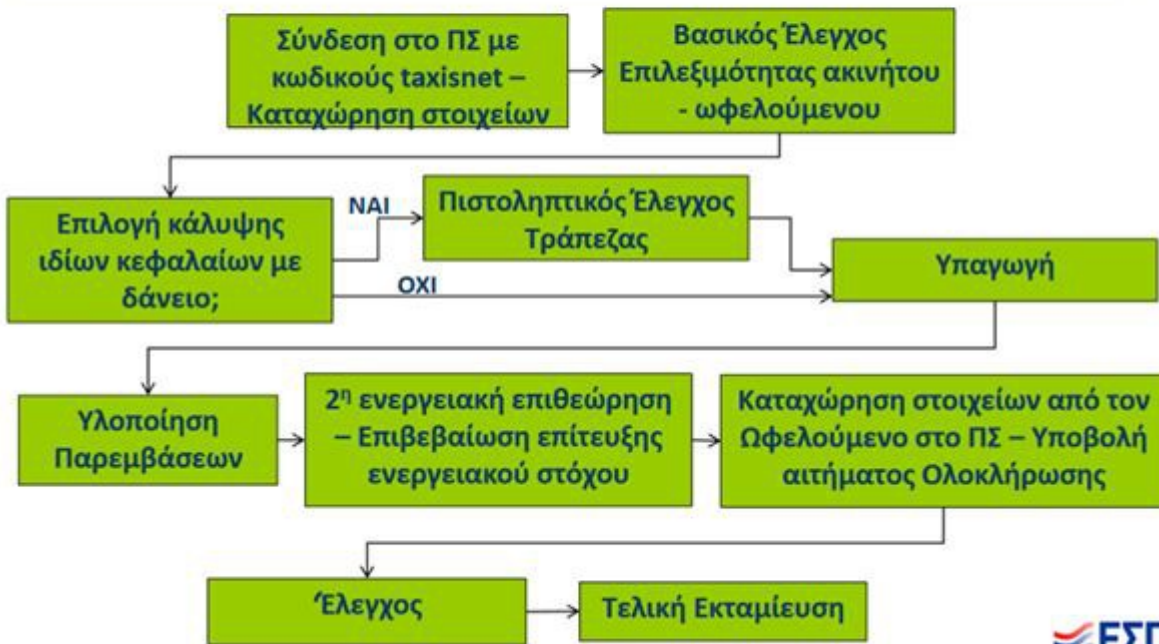 Σύνδεση στο ΠΣ με
κωδικούς taxisnet –
Καταχώρηση στοιχείων
Βασικός Έλεγχος
Επιλεξιμότητας ακινήτου
- ωφελούμενου
Επιλογή κάλυψης
ιδίων κεφαλαίων με
δάνειο;
ΝΑΙ
Πιστοληπτικός Έλεγχος
Τράπεζας
ΟΧΙ
Υπαγωγή
Υλοποίηση
Παρεμβάσεων
2η ενεργειακή επιθεώρηση
– Επιβεβαίωση επίτευξης
ενεργειακού στόχου
Καταχώρηση στοιχείων από τον
Ωφελούμενο στο ΠΣ – Υποβολή
αιτήματος Ολοκλήρωσης
Έλεγχος
Τελική Εκταμίευση